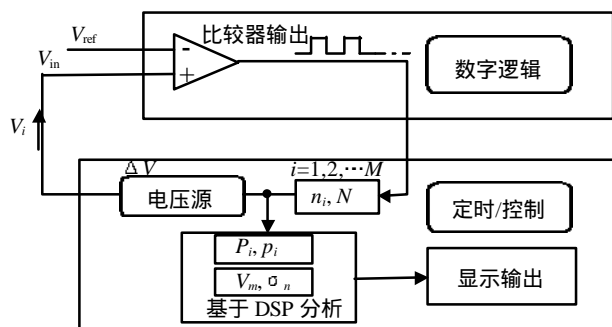 V_ref
比较器输出
V_in
-
+
数字逻辑
V_i
ΔV
i=1,2,…M
电压源
n_i, N
定时/控制
P_i, p_i
V_m, σ_n
基于 DSP 分析
显示输出